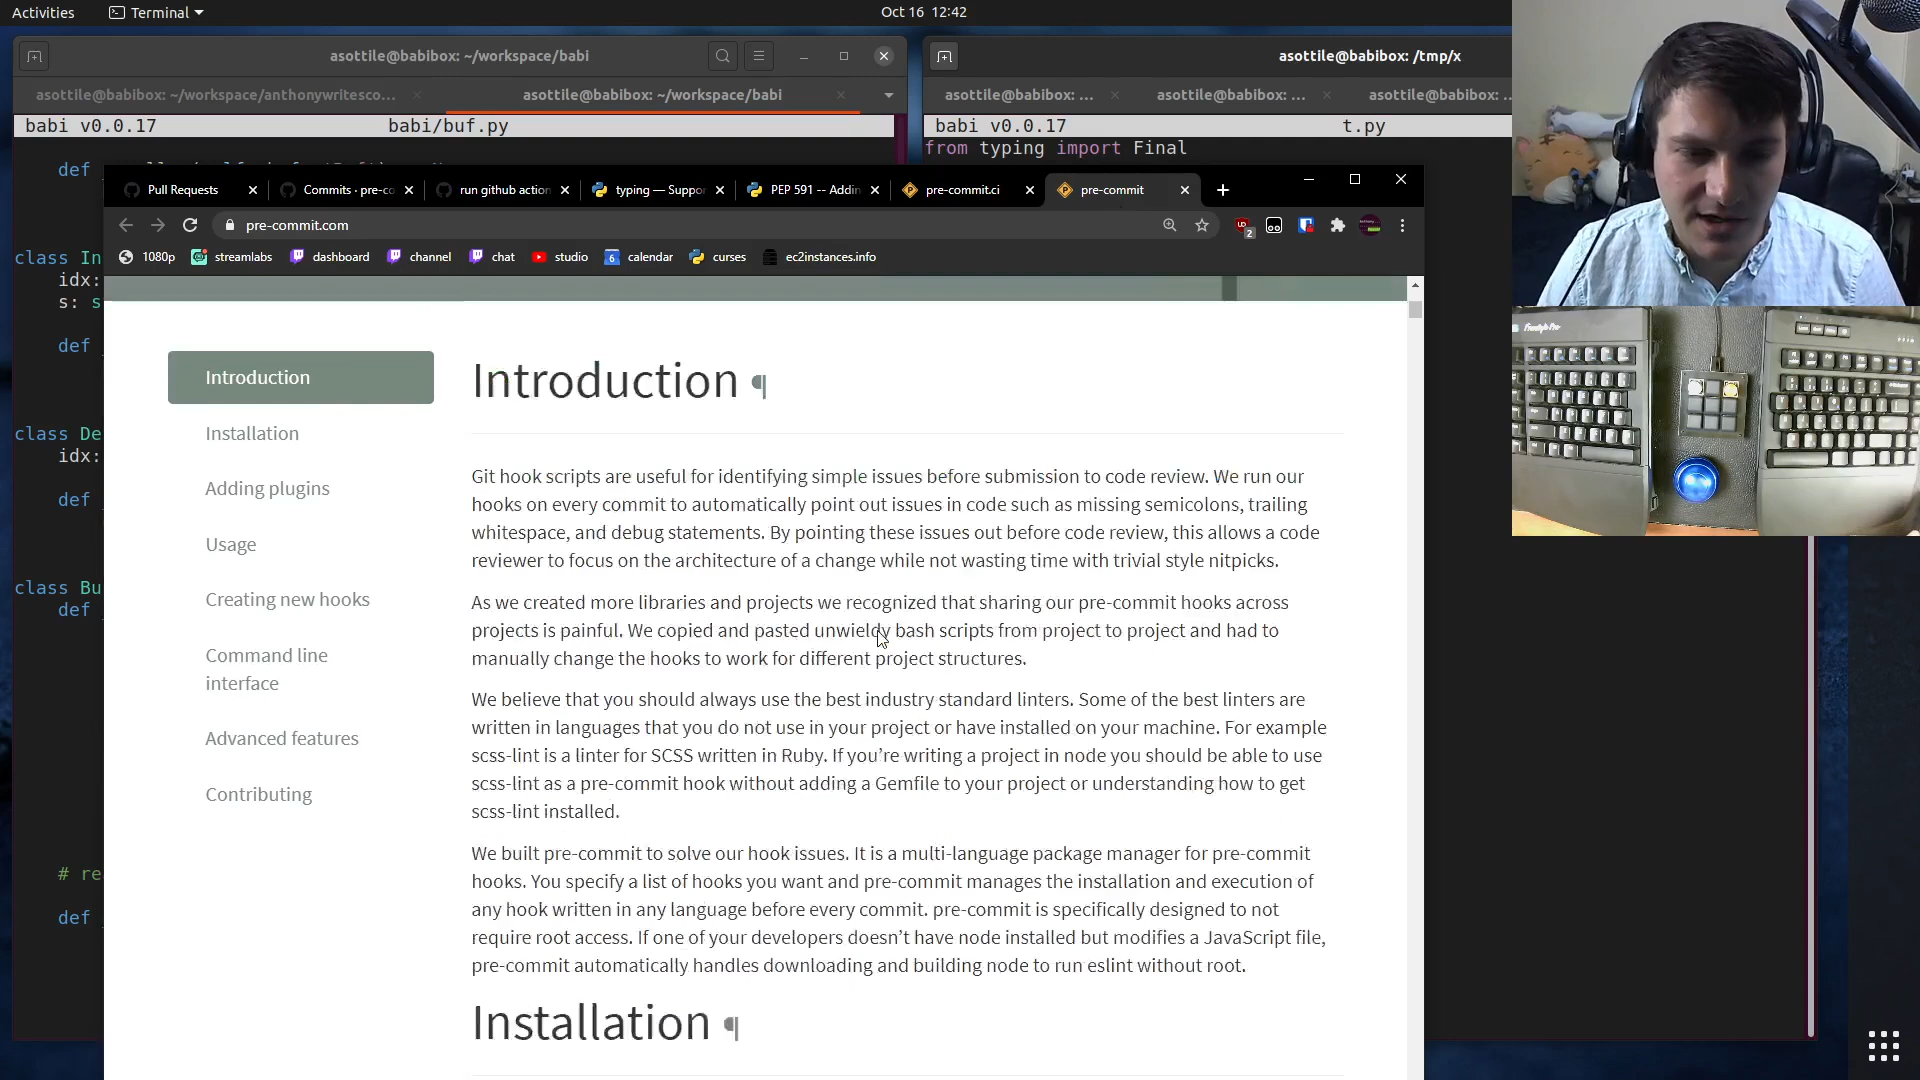 Activities
Terminal
Oct 16 12:42
asottile@babibox: ~/workspace/babi
asottile@babibox: ~/workspace/anthonywritesco...
asottile@babibox: ~/workspace/babi
babi v0.0.17
babi/buf.py
asottile@babibox: /tmp/x
asottile@babibox: ...
asottile@babibox: ...
asottile@babibox: ..
babi v0.0.17
t.py
from typing import Final
def
class In
idx:
s: s
def
class De
idx:
def
class Bu
def
# re
def
Pull Requests
Commits · pre-co
run github action
typing — Suppo
PEP 591 -- Addin
pre-commit.ci
pre-commit
pre-commit.com
2
1080p
streamlabs
dashboard
channel
chat
studio
6
calendar
curses
ec2instances.info
Introduction
Installation
Adding plugins
Usage
Creating new hooks
Command line
interface
Advanced features
Contributing
Introduction ¶
Git hook scripts are useful for identifying simple issues before submission to code review. We run our
hooks on every commit to automatically point out issues in code such as missing semicolons, trailing
whitespace, and debug statements. By pointing these issues out before code review, this allows a code
reviewer to focus on the architecture of a change while not wasting time with trivial style nitpicks.
As we created more libraries and projects we recognized that sharing our pre-commit hooks across
projects is painful. We copied and pasted unwieldy bash scripts from project to project and had to
manually change the hooks to work for different project structures.
We believe that you should always use the best industry standard linters. Some of the best linters are
written in languages that you do not use in your project or have installed on your machine. For example
scss-lint is a linter for SCSS written in Ruby. If you’re writing a project in node you should be able to use
scss-lint as a pre-commit hook without adding a Gemfile to your project or understanding how to get
scss-lint installed.
We built pre-commit to solve our hook issues. It is a multi-language package manager for pre-commit
hooks. You specify a list of hooks you want and pre-commit manages the installation and execution of
any hook written in any language before every commit. pre-commit is specifically designed to not
require root access. If one of your developers doesn’t have node installed but modifies a JavaScript file,
pre-commit automatically handles downloading and building node to run eslint without root.
Installation ¶
Freestyle Pro